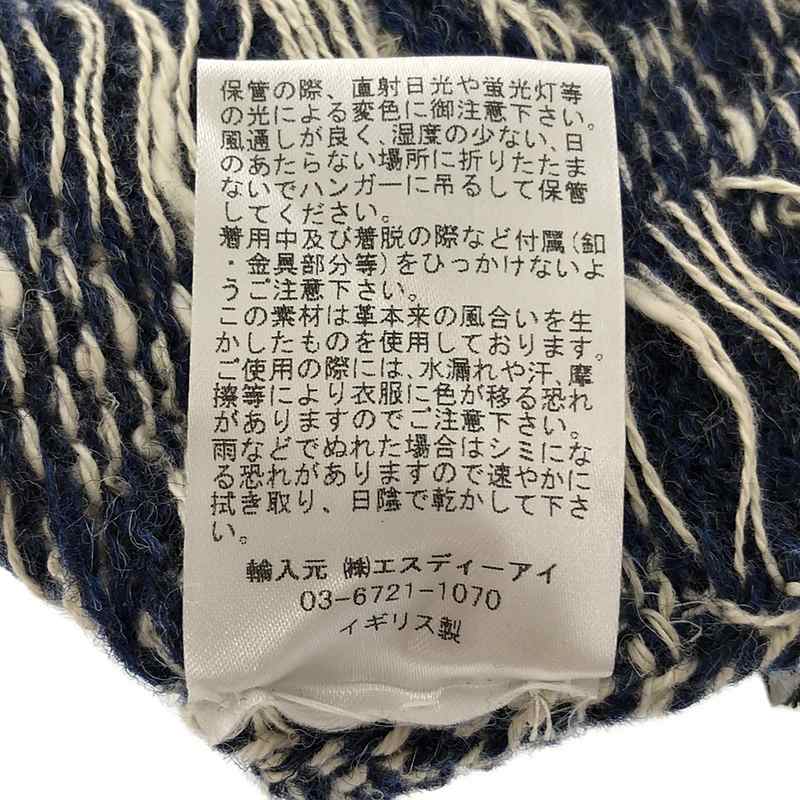 保管の際、直射日光や蛍光灯等
の光による変色に御注意下さい。
風通しが良く、湿度の少ない、日
のあたらない場所に折りたたま
ないでハンガーに吊るして保管
してください。
着用中及び着脱の際など付属(釦
・金具部分等)をひっかけないよ
うご注意下さい。
この素材は革本来の風合いを生
かしたものを使用しております。
ご使用の際には、水漏れや汗、摩
擦等により衣服に色が移る恐れ
がありますのでご注意下さい。
雨などでぬれた場合はシミにな
る恐れがありますので速やかに
拭き取り、日陰で乾かして下さ
い。
輸入元 ㈱エスディーアイ
03-6721-1070
イギリス製